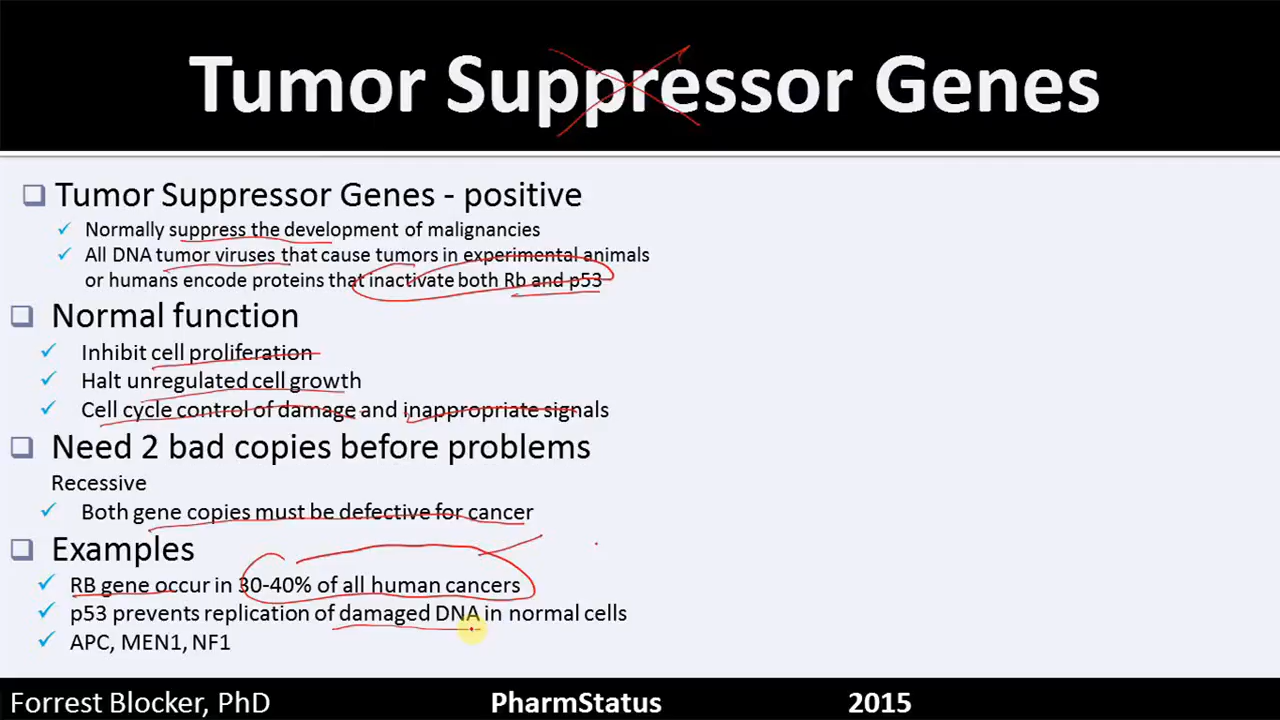 Tumor Suppressor Genes
Tumor Suppressor Genes - positive
Normally suppress the development of malignancies
All DNA tumor viruses that cause tumors in experimental animals
or humans encode proteins that inactivate both Rb and p53
Normal function
Inhibit cell proliferation
Halt unregulated cell growth
Cell cycle control of damage and inappropriate signals
Need 2 bad copies before problems
Recessive
Both gene copies must be defective for cancer
Examples
RB gene occur in 30-40% of all human cancers
p53 prevents replication of damaged DNA in normal cells
APC, MEN1, NF1
Forrest Blocker, PhD PharmStatus 2015